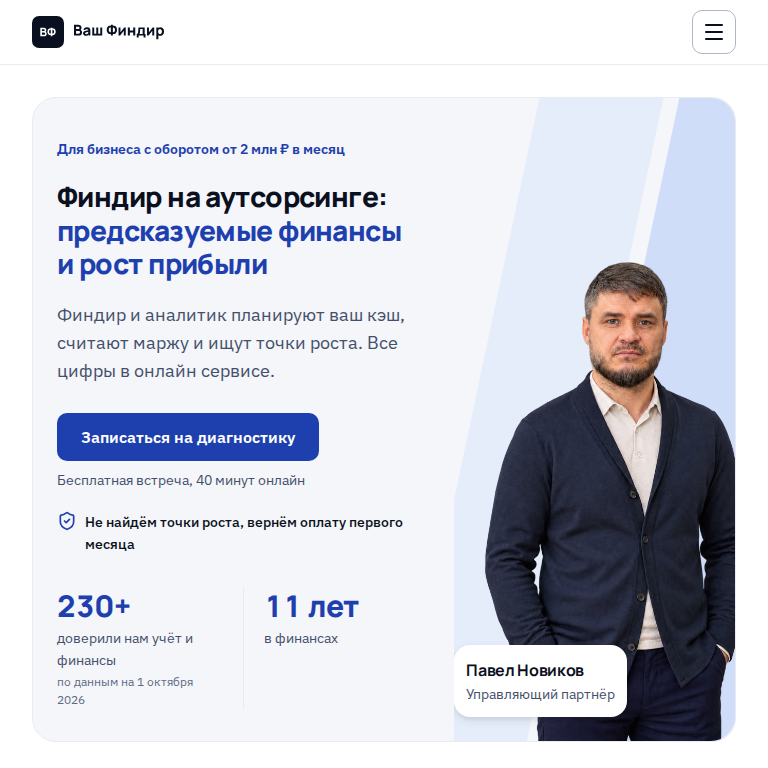 ВФ Ваш Финдир
Для бизнеса с оборотом от 2 млн ₽ в месяц
Финдир на аутсорсинге:
предсказуемые финансы
и рост прибыли
Финдир и аналитик планируют ваш кэш,
считают маржу и ищут точки роста. Все
цифры в онлайн сервисе.
Записаться на диагностику
Бесплатная встреча, 40 минут онлайн
Не найдём точки роста, вернём оплату первого
месяца
230+
доверили нам учёт и
финансы
по данным на 1 октября
2026
11 лет
в финансах
Павел Новиков
Управляющий партнёр